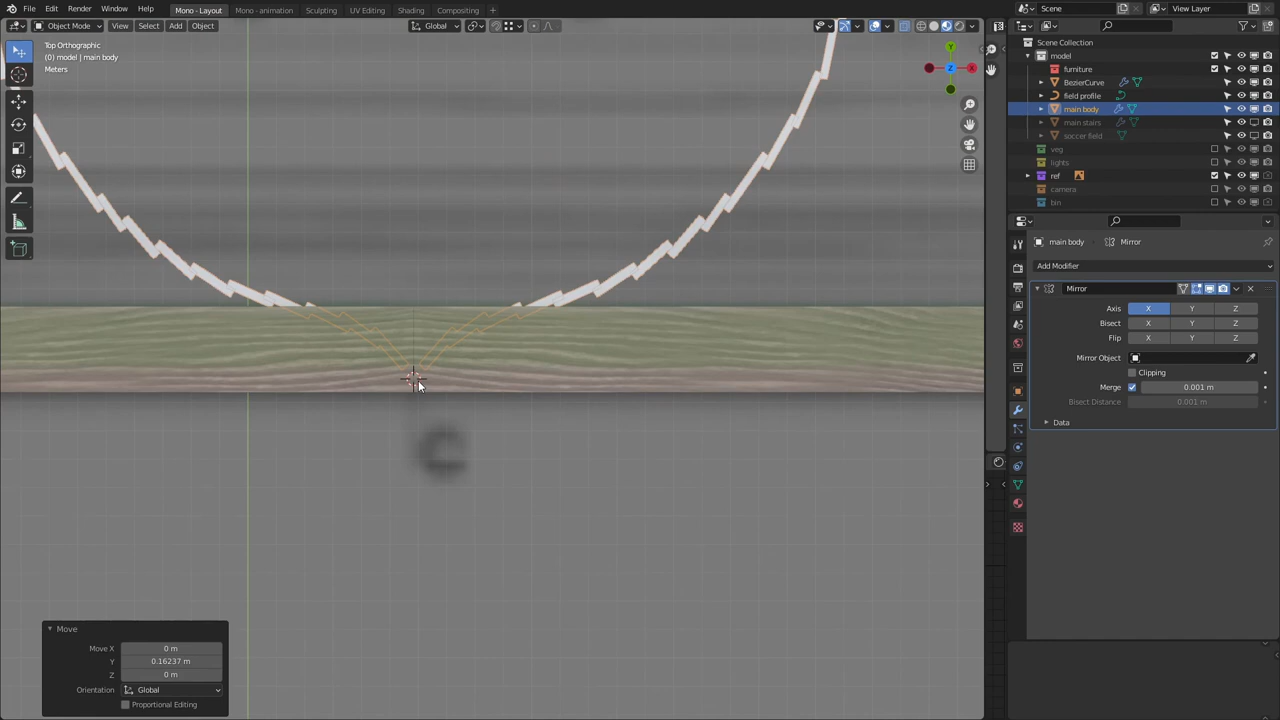 File Edit Render Window Help
Mono - Layout Mono - animation Sculpting UV Editing Shading Compositing +
Scene View Layer
Object Mode View Select Add Object
Global
Top Orthographic
(0) model | main body
Meters
Y
X
Z
Scene Collection
model
furniture
BezierCurve
field profile
main body
main stairs
soccer field
veg
lights
ref
camera
bin
main body Mirror
Add Modifier
Mirror
Axis X Y Z
Bisect X Y Z
Flip X Y Z
Mirror Object
Clipping
Merge 0.001 m
Bisect Distance 0.001 m
Data
Move
Move X 0 m
Y 0.16237 m
Z 0 m
Orientation Global
Proportional Editing